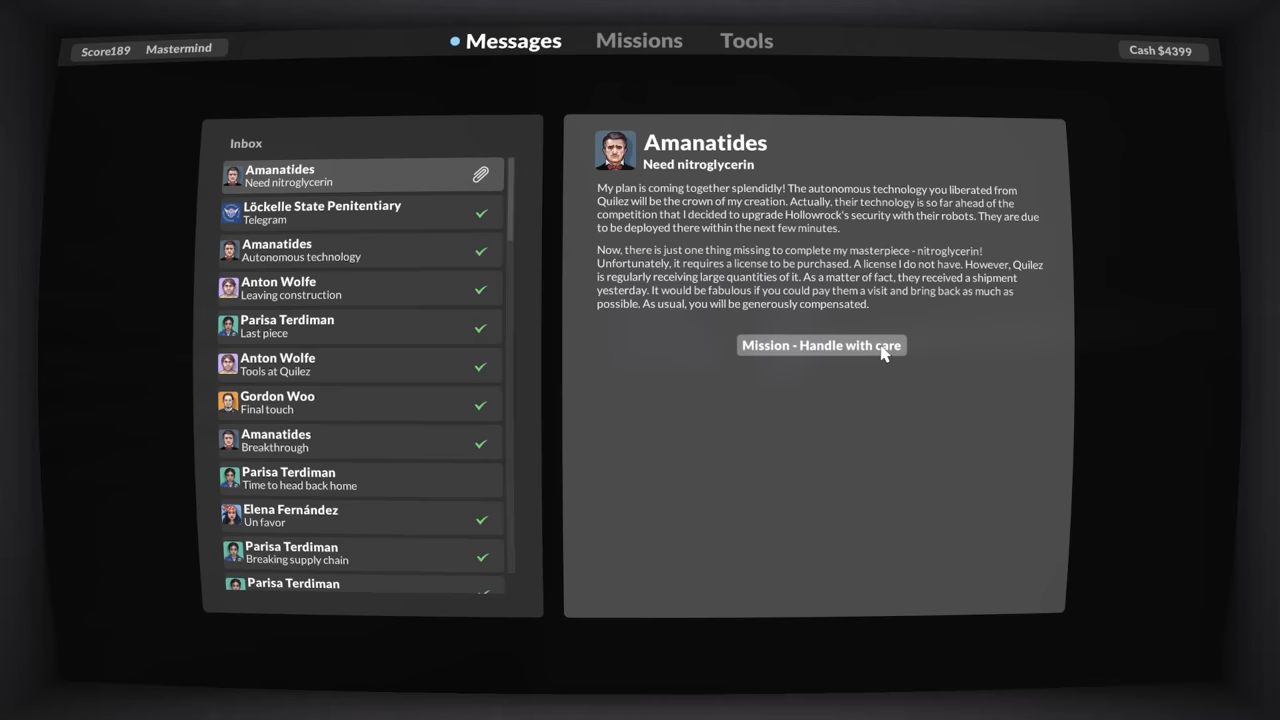 Score189 Mastermind
Messages Missions Tools
Cash $4399
Inbox
Amanatides
Need nitroglycerin
Lõckelle State Penitentiary
Telegram
Amanatides
Autonomous technology
Anton Wolfe
Leaving construction
Parisa Terdiman
Last piece
Anton Wolfe
Tools at Quilez
Gordon Woo
Final touch
Amanatides
Breakthrough
Parisa Terdiman
Time to head back home
Elena Fernández
Un favor
Parisa Terdiman
Breaking supply chain
Parisa Terdiman
Amanatides
Need nitroglycerin
My plan is coming together splendidly! The autonomous technology you liberated from
Quilez will be the crown of my creation. Actually, their technology is so far ahead of the
competition that I decided to upgrade Hollowrock's security with their robots. They are due
to be deployed there within the next few minutes.
Now, there is just one thing missing to complete my masterpiece - nitroglycerin!
Unfortunately, it requires a license to be purchased. A license I do not have. However, Quilez
is regularly receiving large quantities of it. As a matter of fact, they received a shipment
yesterday. It would be fabulous if you could pay them a visit and bring back as much as
possible. As usual, you will be generously compensated.
Mission - Handle with care